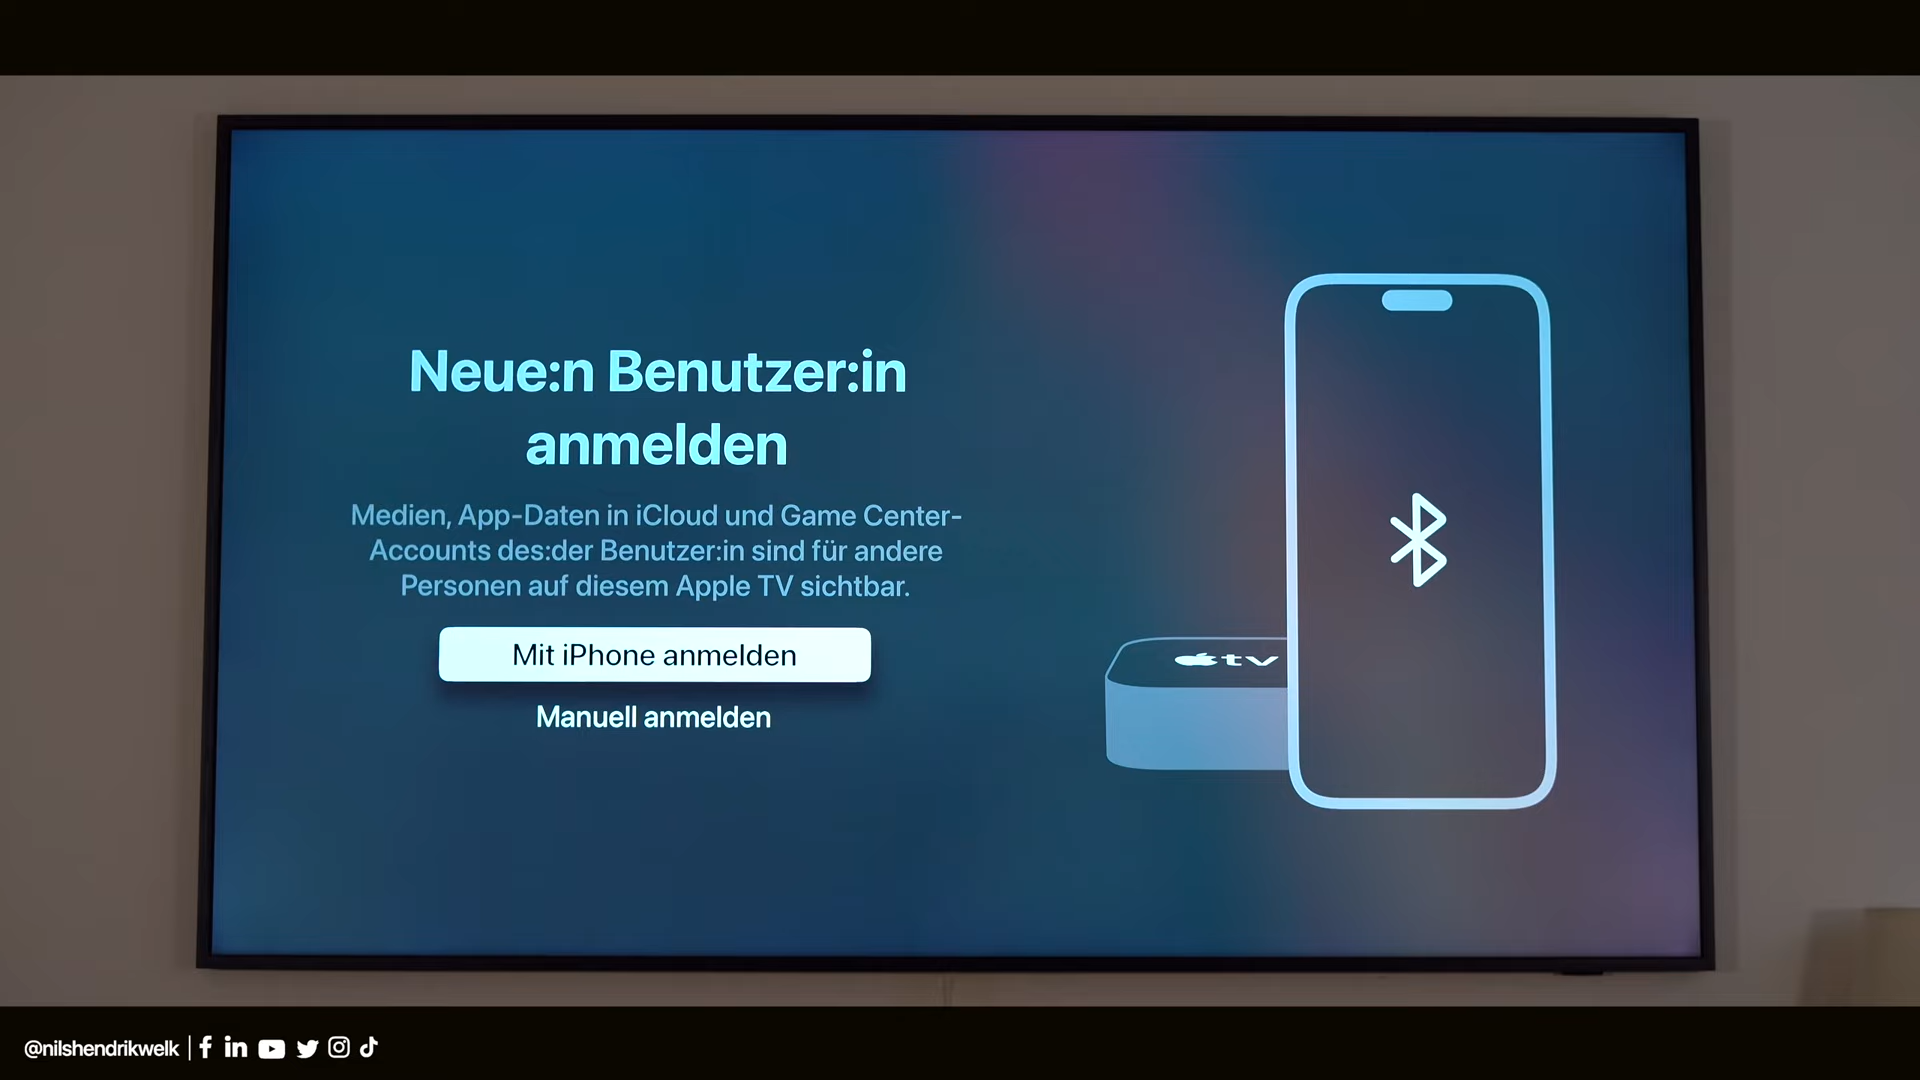 Neue:n Benutzer:in
anmelden
Medien, App-Daten in iCloud und Game Center-
Accounts des:der Benutzer:in sind für andere
Personen auf diesem Apple TV sichtbar.
Mit iPhone anmelden
Manuell anmelden
tv
@nilshendrikwelk